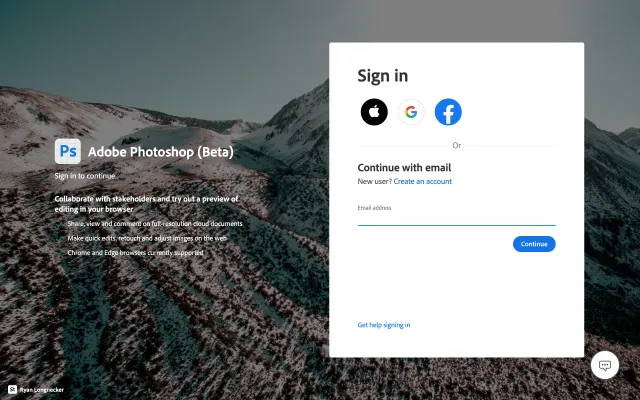 Ps Adobe Photoshop (Beta)
Sign in to continue
Collaborate with stakeholders and try out a preview of
editing in your browser
Share, view and comment on full-resolution cloud documents
Make quick edits, retouch and adjust images on the web
Chrome and Edge browsers currently supported
St Ryan Longnecker
Sign in
Or
Continue with email
New user? Create an account
Email address
Continue
Get help signing in